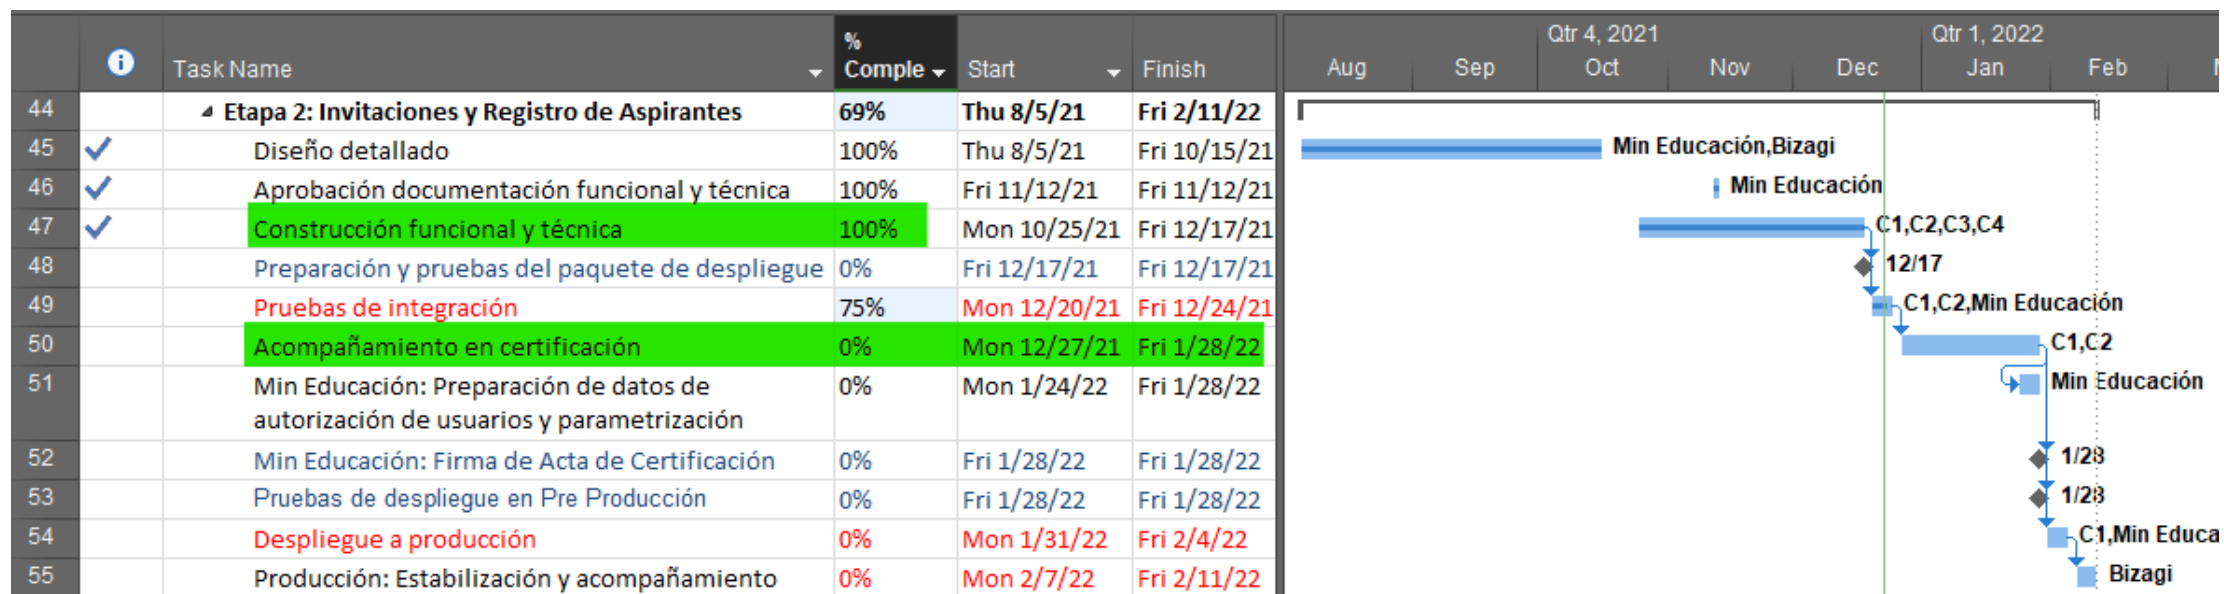 Task Name % Comple Start Finish
Qtr 4, 2021 Qtr 1, 2022
Aug Sep Oct Nov Dec Jan Feb
44 Etapa 2: Invitaciones y Registro de Aspirantes 69% Thu 8/5/21 Fri 2/11/22
45 Diseño detallado 100% Thu 8/5/21 Fri 10/15/21 Min Educación,Bizagi
46 Aprobación documentación funcional y técnica 100% Fri 11/12/21 Fri 11/12/21 Min Educación
47 Construcción funcional y técnica 100% Mon 10/25/21 Fri 12/17/21 C1,C2,C3,C4
48 Preparación y pruebas del paquete de despliegue 0% Fri 12/17/21 Fri 12/17/21 12/17
49 Pruebas de integración 75% Mon 12/20/21 Fri 12/24/21 C1,C2,Min Educación
50 Acompañamiento en certificación 0% Mon 12/27/21 Fri 1/28/22 C1,C2
51 Min Educación: Preparación de datos de 0% Mon 1/24/22 Fri 1/28/22 Min Educación
autorización de usuarios y parametrización
52 Min Educación: Firma de Acta de Certificación 0% Fri 1/28/22 Fri 1/28/22 1/28
53 Pruebas de despliegue en Pre Producción 0% Fri 1/28/22 Fri 1/28/22 1/28
54 Despliegue a producción 0% Mon 1/31/22 Fri 2/4/22 C1,Min Educa
55 Producción: Estabilización y acompañamiento 0% Mon 2/7/22 Fri 2/11/22 Bizagi